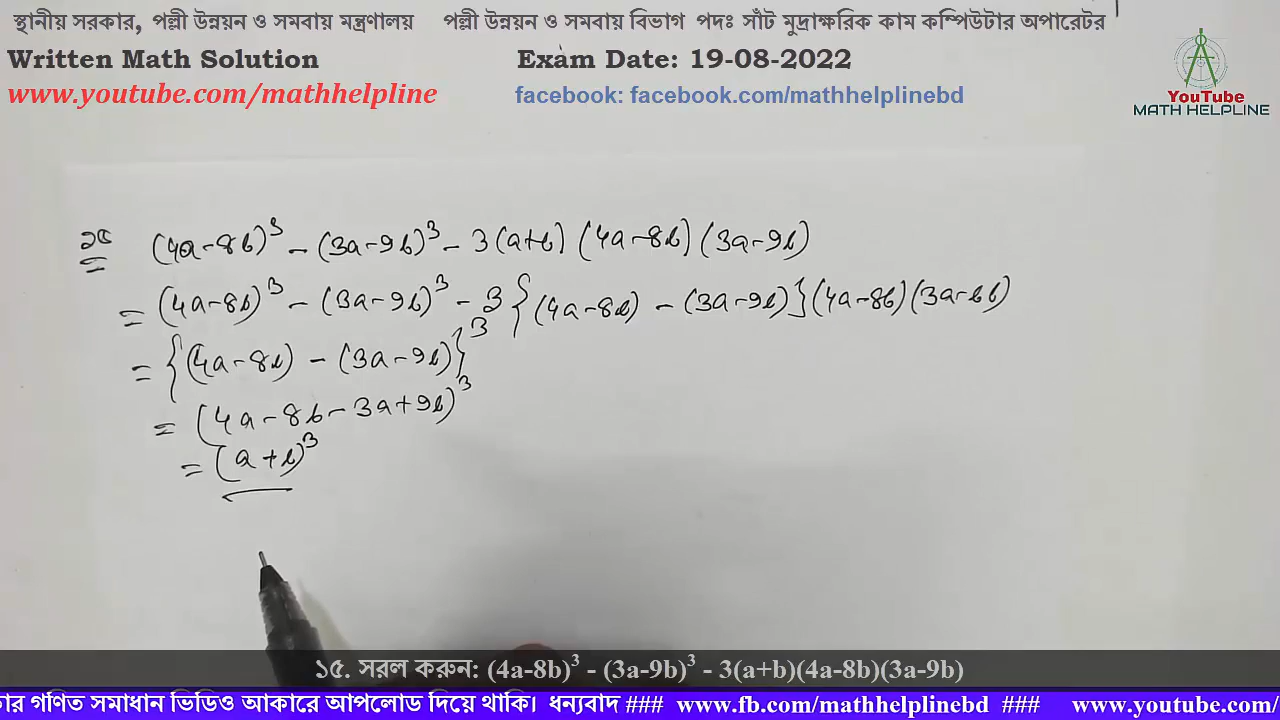 স্থানীয় সরকার, পল্লী উন্নয়ন ও সমবায় মন্ত্রণালয় পল্লী উন্নয়ন ও সমবায় বিভাগ পদঃ সাঁট মুদ্রাক্ষরিক কাম কম্পিউটার অপারেটর
Written Math Solution Exam Date: 19-08-2022
www.youtube.com/mathhelpline facebook: facebook.com/mathhelplinebd
YouTube
MATH HELPLINE
১৫ (4a-8b)³ - (3a-9b)³ - 3(a+b) (4a-8b) (3a-9b)
= (4a-8b)³ - (3a-9b)³ - 3 {(4a-8b) - (3a-9b)}(4a-8b)(3a-6b)
= {(4a-8b) - (3a-9b)}³
= (4a-8b-3a+9b)³
= (a+b)³
১৫. সরল করুন: (4a-8b)³ - (3a-9b)³ - 3(a+b)(4a-8b)(3a-9b)
গণিত সমাধান ভিডিও আকারে আপলোড দিয়ে থাকি। ধন্যবাদ ### www.fb.com/mathhelplinebd ### www.youtube.com/